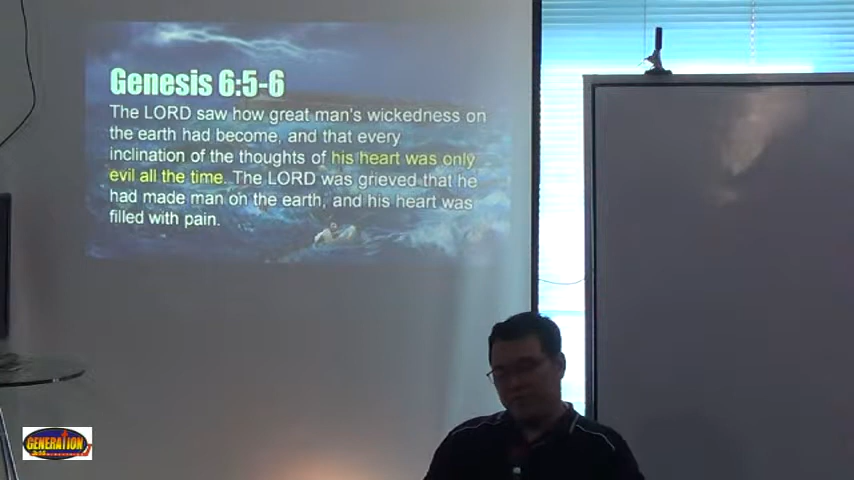 Genesis 6:5-6
The LORD saw how great man's wickedness on
the earth had become, and that every
inclination of the thoughts of his heart was only
evil all the time. The LORD was grieved that he
had made man on the earth, and his heart was
filled with pain.
GENERATION